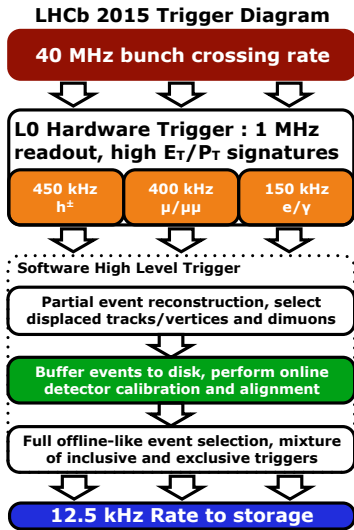 LHCb 2015 Trigger Diagram
40 MHz bunch crossing rate
L0 Hardware Trigger : 1 MHz
readout, high ET/PT signatures
450 kHz
h±
400 kHz
μ/μμ
150 kHz
e/γ
Software High Level Trigger
Partial event reconstruction, select
displaced tracks/vertices and dimuons
Buffer events to disk, perform online
detector calibration and alignment
Full offline-like event selection, mixture
of inclusive and exclusive triggers
12.5 kHz Rate to storage